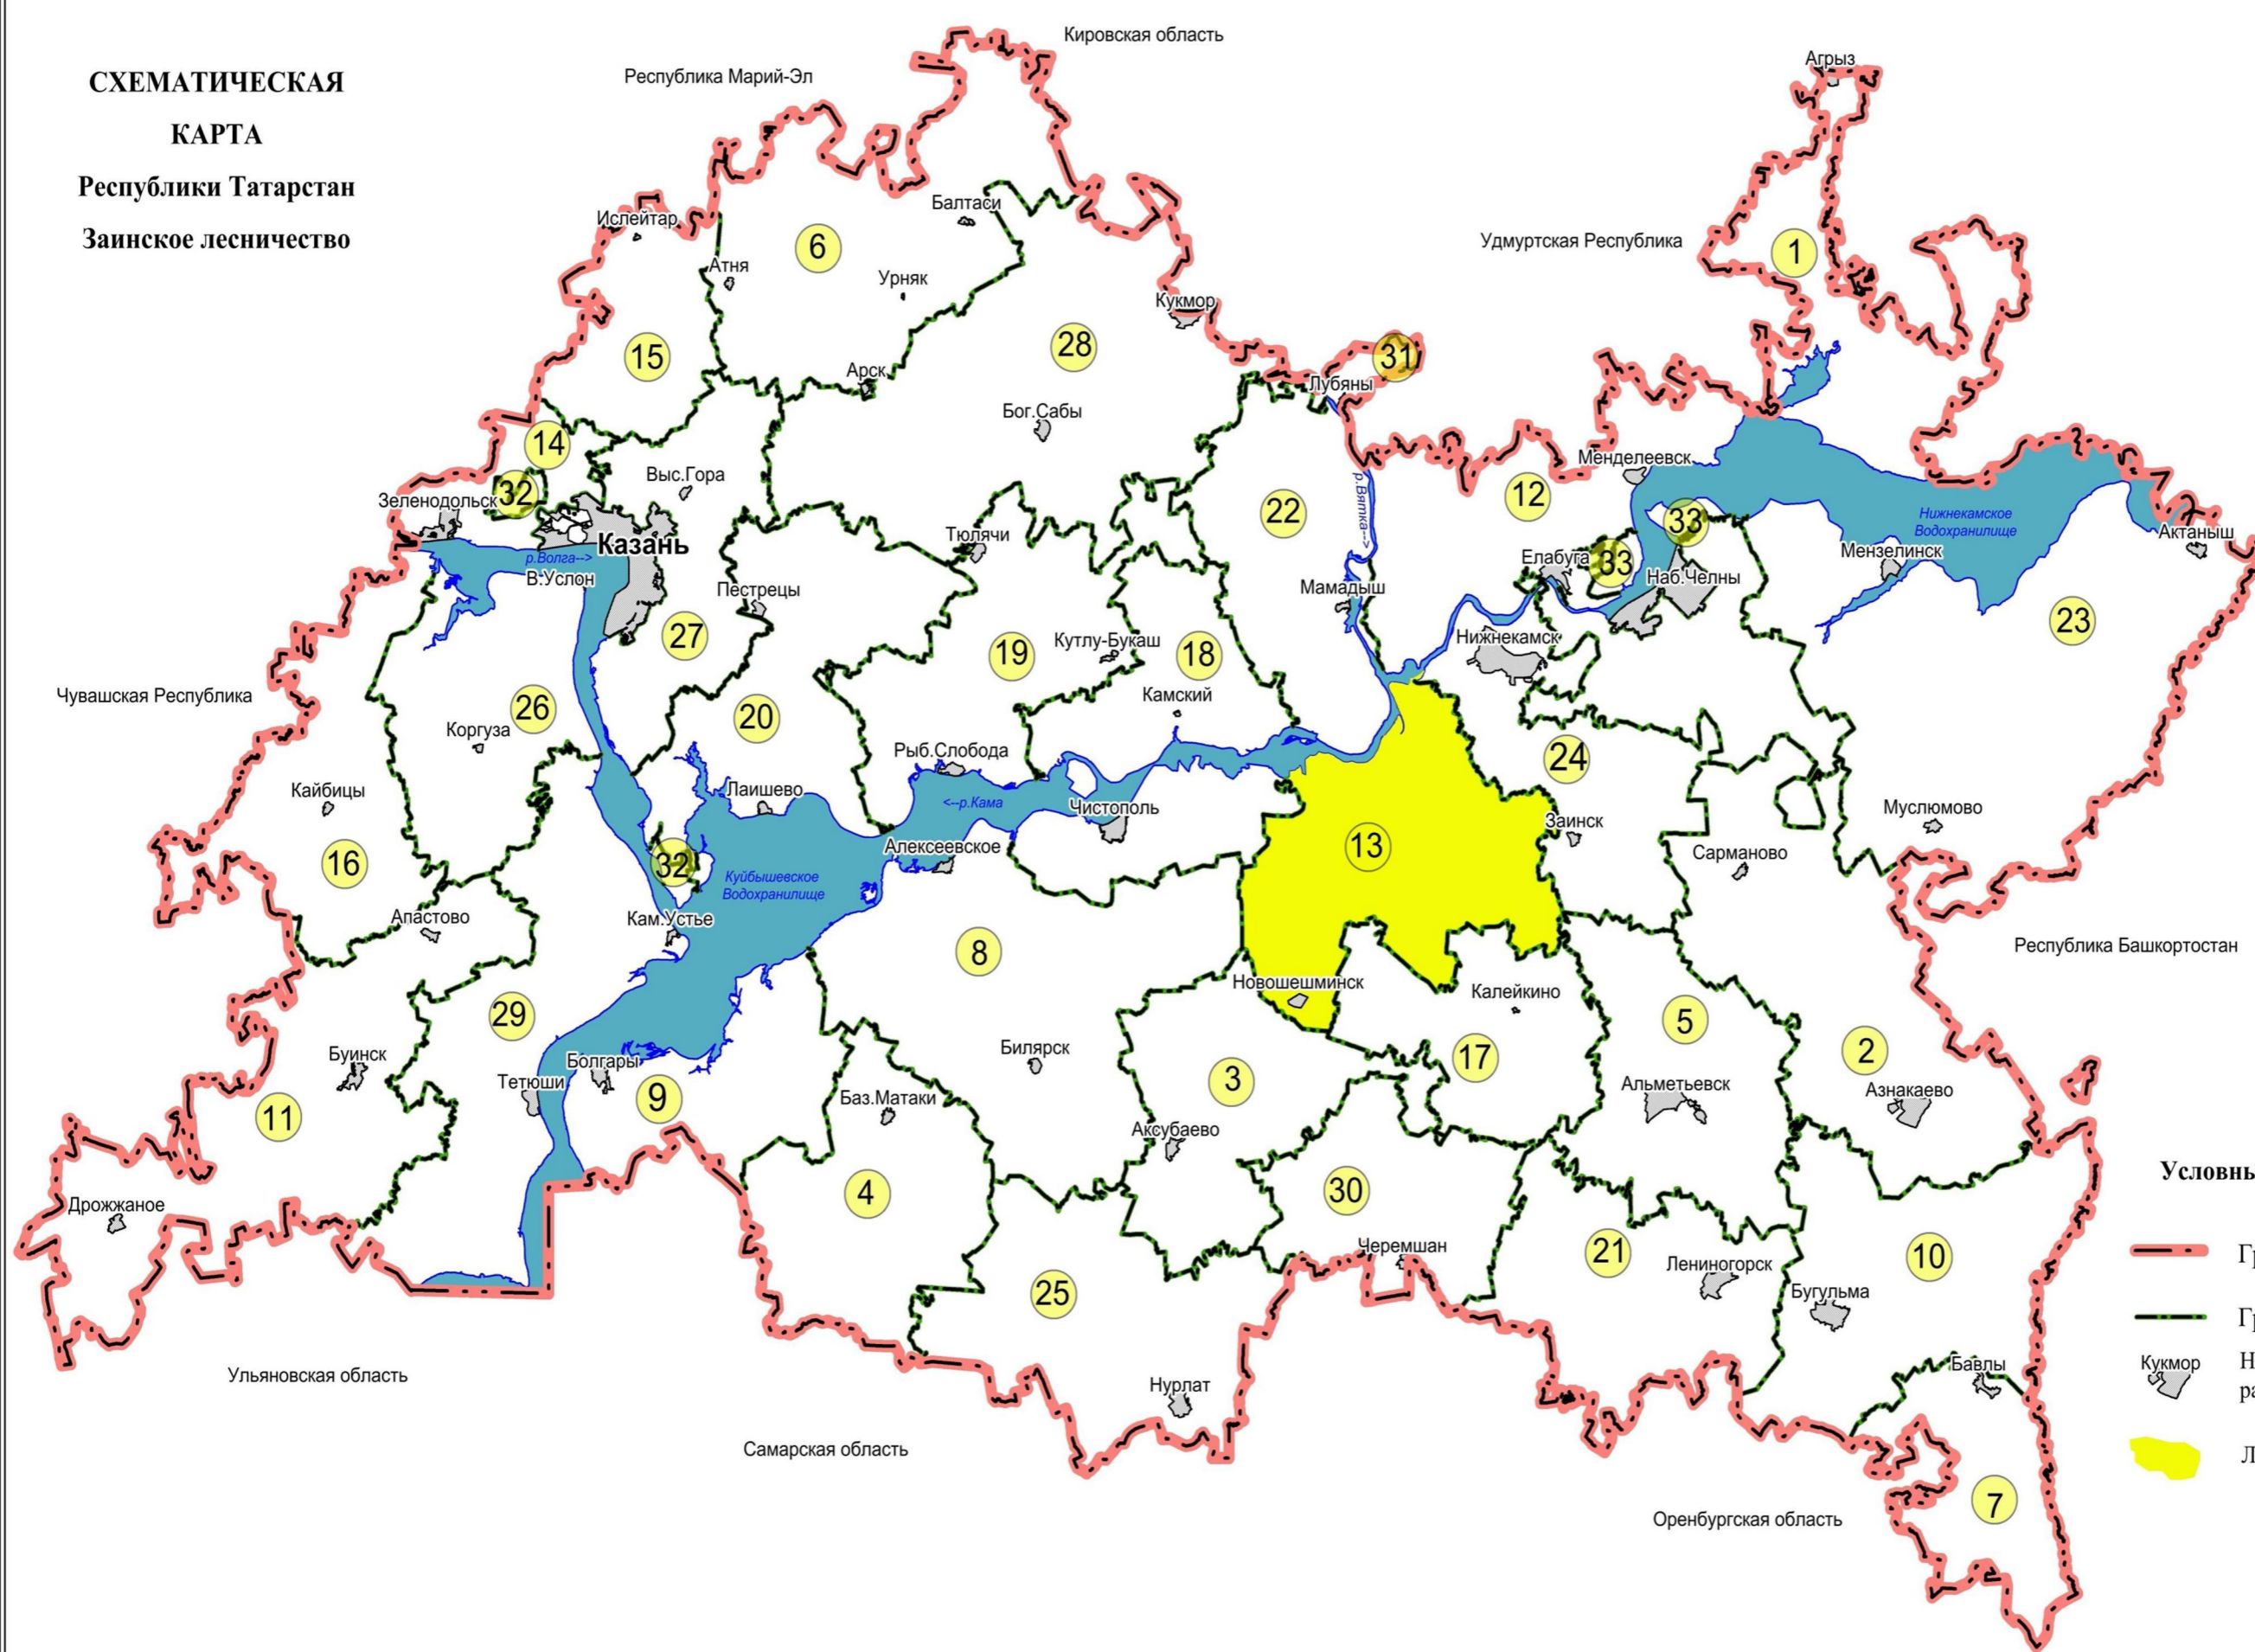 СХЕМАТИЧЕСКАЯ
КАРТА
Республики Татарстан
Заинское лесничество
Кировская область
Республика Марий-Эл
Агрыз
Балтаси
Ислейтар
6
Удмуртская Республика
1
Атня
Урняк
Кукмор
15
28
31
Арск
Лубяны
Бог.Сабы
14
Выс.Гора
Менделеевск
32
Зеленодольск
22
р.Вятка-->
12
33
Нижнекамское
Водохранилище
Казань
Тюлячи
Актаныш
р.Волга-->
В.Услон
Елабуга
33
Мензелинск
Наб.Челны
Пестрецы
Мамадыш
23
27
Кутлу-Букаш
Нижнекамск
19
18
Чувашская Республика
Камский
26
20
Коргуза
Рыб.Слобода
24
Кайбицы
Лаишево
<--р.Кама
Чистополь
Муслюмово
Заинск
13
Алексеевское
Сарманово
16
32
Куйбышевское
Водохранилище
Апастово
Кам.Устье
8
Республика Башкортостан
Новошешминск
Калейкино
29
5
Буинск
Билярск
17
2
Болгары
Тетюши
3
Альметьевск
Азнакаево
9
Баз.Матаки
11
Аксубаево
Условны
4
30
Дрожжаное
Черемшан
21
10
Лениногорск
Гр
25
Бугульма
Гр
Ульяновская область
Бавлы
Кукмор
Н
ра
Нурлат
Самарская область
Л
7
Оренбургская область